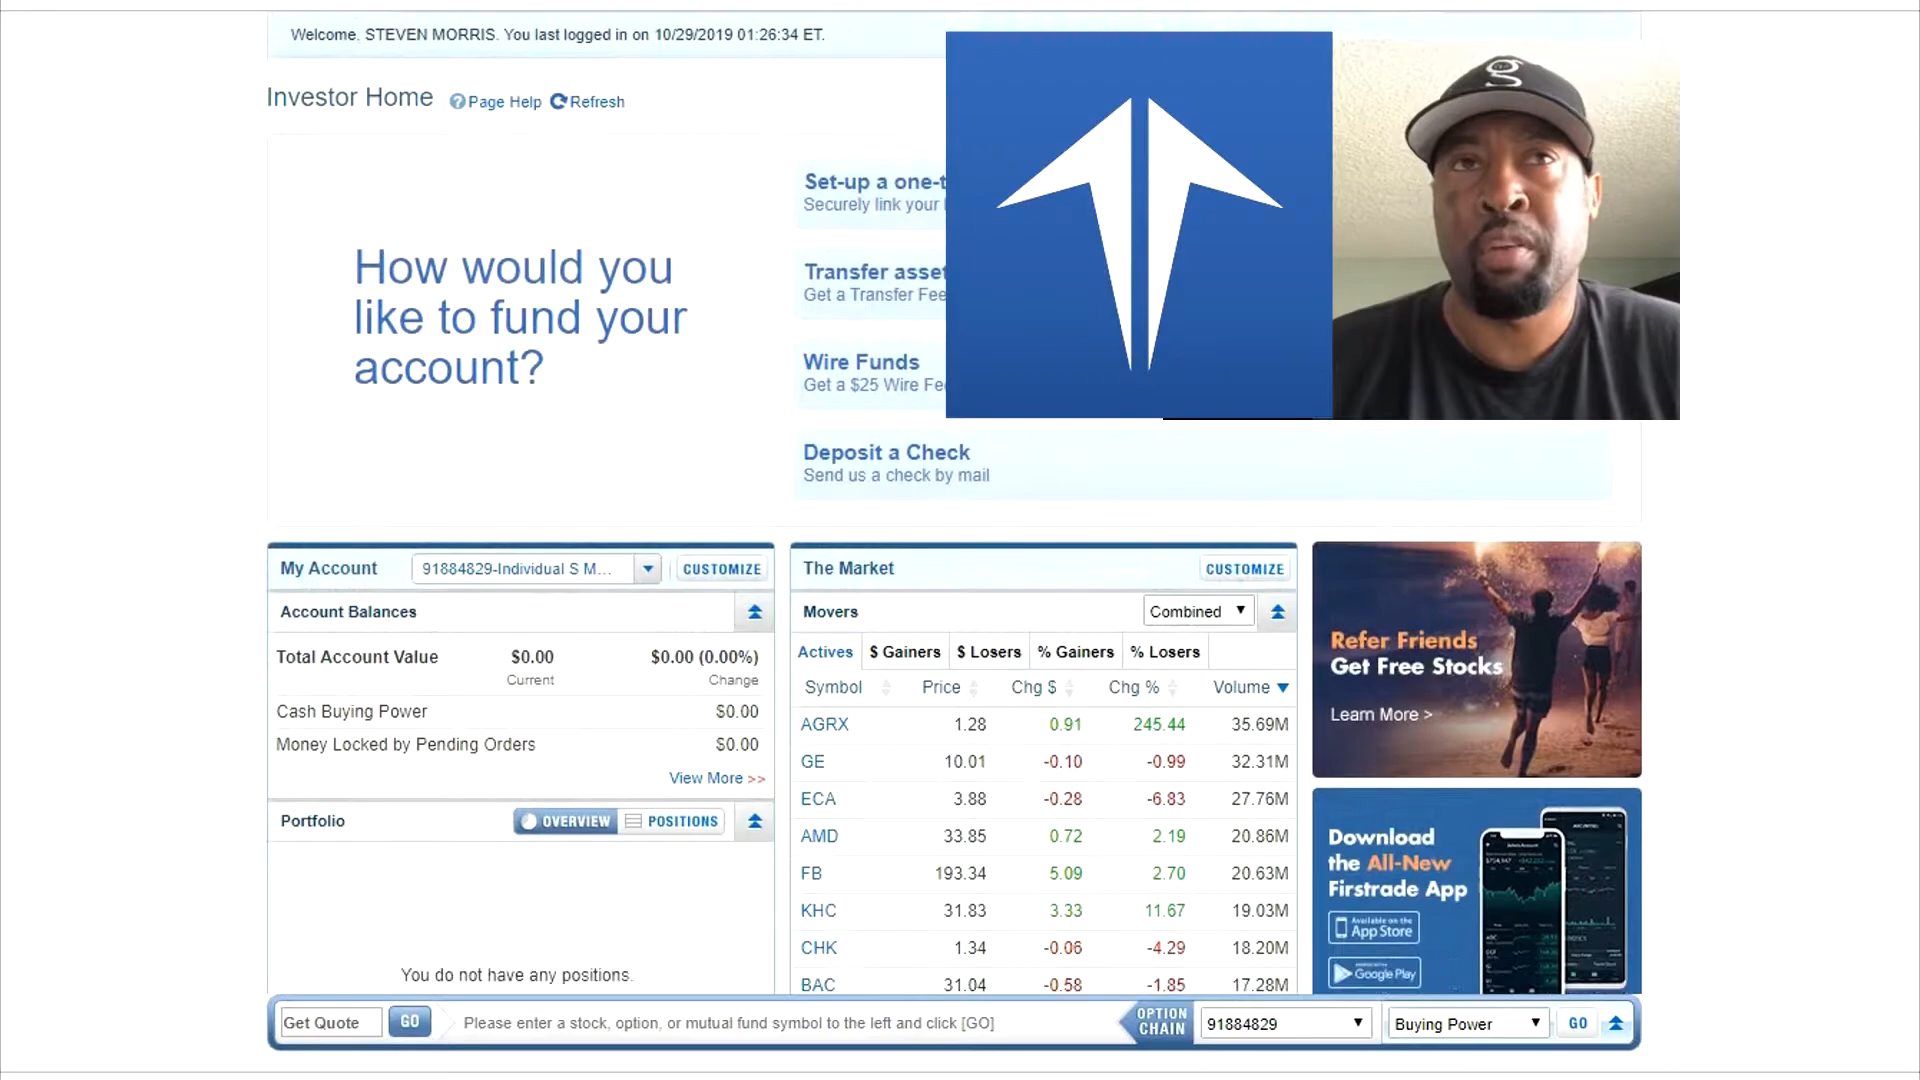 Welcome, STEVEN MORRIS. You last logged in on 10/29/2019 01:26:34 ET.
Investor Home Page Help Refresh
How would you
like to fund your
account?
Set-up a one-t
Securely link your
Transfer asset
Get a Transfer Fee
Wire Funds
Get a $25 Wire Fe
Deposit a Check
Send us a check by mail
My Account 91884829-Individual S M... CUSTOMIZE
Account Balances
Total Account Value $0.00 $0.00 (0.00%)
Current Change
Cash Buying Power $0.00
Money Locked by Pending Orders $0.00
View More >>
Portfolio OVERVIEW POSITIONS
You do not have any positions.
The Market CUSTOMIZE
Movers Combined
Actives $ Gainers $ Losers % Gainers % Losers
Symbol Price Chg $ Chg % Volume
AGRX 1.28 0.91 245.44 35.69M
GE 10.01 -0.10 -0.99 32.31M
ECA 3.88 -0.28 -6.83 27.76M
AMD 33.85 0.72 2.19 20.86M
FB 193.34 5.09 2.70 20.63M
KHC 31.83 3.33 11.67 19.03M
CHK 1.34 -0.06 -4.29 18.20M
BAC 31.04 -0.58 -1.85 17.28M
Refer Friends
Get Free Stocks
Learn More >
Download
the All-New
Firstrade App
Available on the
App Store
Google Play
Get Quote GO Please enter a stock, option, or mutual fund symbol to the left and click [GO]
OPTION
CHAIN
91884829 Buying Power GO
g